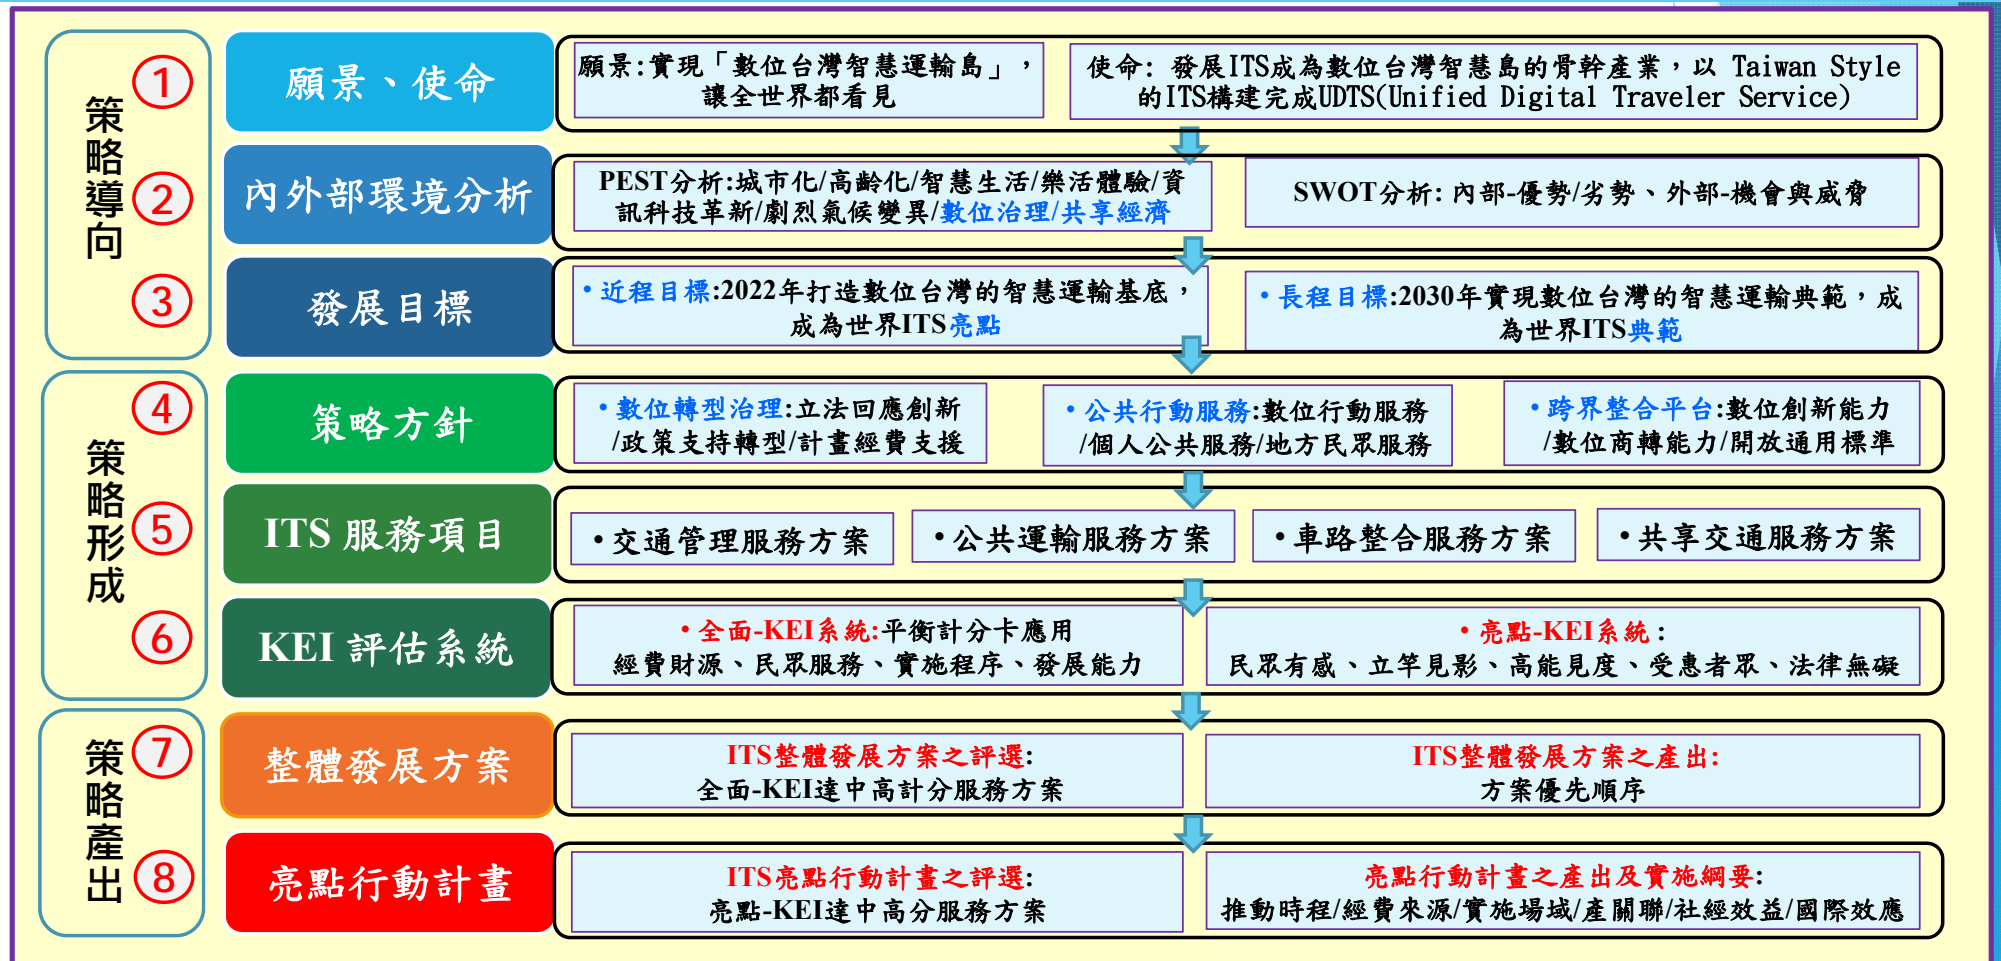 策略導向
①
願景、使命
願景:實現「數位台灣智慧運輸島」，
讓全世界都看見
使命: 發展ITS成為數位台灣智慧島的骨幹產業，以 Taiwan Style
的ITS構建完成UDTS(Unified Digital Traveler Service)
②
內外部環境分析
PEST分析:城市化/高齡化/智慧生活/樂活體驗/資
訊科技革新/劇烈氣候變異/數位治理/共享經濟
SWOT分析: 內部-優勢/劣勢、外部-機會與威脅
③
發展目標
•近程目標:2022年打造數位台灣的智慧運輸基底，
成為世界ITS亮點
•長程目標:2030年實現數位台灣的智慧運輸典範，成
為世界ITS典範
策略形成
④
策略方針
•數位轉型治理:立法回應創新
/政策支持轉型/計畫經費支援
•公共行動服務:數位行動服務
/個人公共服務/地方民眾服務
•跨界整合平台:數位創新能力
/數位商轉能力/開放通用標準
⑤
ITS 服務項目
•交通管理服務方案
•公共運輸服務方案
•車路整合服務方案
•共享交通服務方案
⑥
KEI 評估系統
•全面-KEI系統:平衡計分卡應用
經費財源、民眾服務、實施程序、發展能力
•亮點-KEI系統:
民眾有感、立竿見影、高能見度、受惠者眾、法律無礙
策略產出
⑦
整體發展方案
ITS整體發展方案之評選:
全面-KEI達中高計分服務方案
ITS整體發展方案之產出:
方案優先順序
⑧
亮點行動計畫
ITS亮點行動計畫之評選:
亮點-KEI達中高分服務方案
亮點行動計畫之產出及實施綱要:
推動時程/經費來源/實施場域/產關聯/社經效益/國際效應